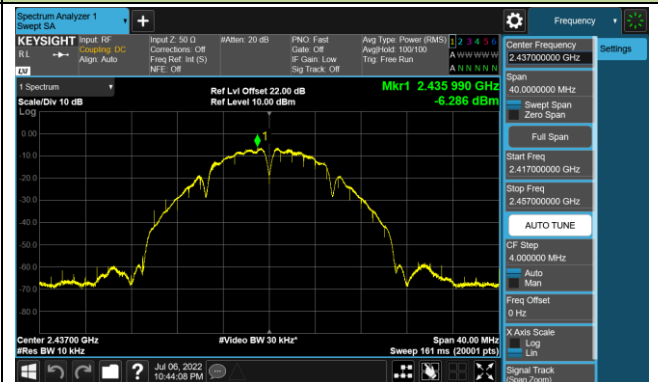 Spectrum Analyzer 1
Swept SA
Frequency
KEYSIGHT Input: RF
RL Coupling: DC
Align: Auto
LNI
Input Z: 50 Ω
Corrections: Off
Freq Ref: Int (S)
NFE: Off
#Atten: 20 dB
PNO: Fast
Gate: Off
IF Gain: Low
Sig Track: Off
Avg Type: Power (RMS)
Avg|Hold: 100/100
Trig: Free Run
1 2 3 4 5 6
A W W W W W
A N N N N N
1 Spectrum
Scale/Div 10 dB
Log
Ref Lvl Offset 22.00 dB
Ref Level 10.00 dBm
Mkr1 2.435 990 GHz
-6.286 dBm
1
0.00
-10.0
-20.0
-30.0
-40.0
-50.0
-60.0
-70.0
-80.0
Center 2.43700 GHz
#Res BW 10 kHz
#Video BW 30 kHz*
Span 40.00 MHz
Sweep 161 ms (20001 pts)
Center Frequency
2.437000000 GHz
Settings
Span
40.0000000 MHz
Swept Span
Zero Span
Full Span
Start Freq
2.417000000 GHz
Stop Freq
2.457000000 GHz
AUTO TUNE
CF Step
4.000000 MHz
Auto
Man
Freq Offset
0 Hz
X Axis Scale
Log
Lin
Signal Track
(Span Zoom)
Jul 06, 2022
10:44:08 PM